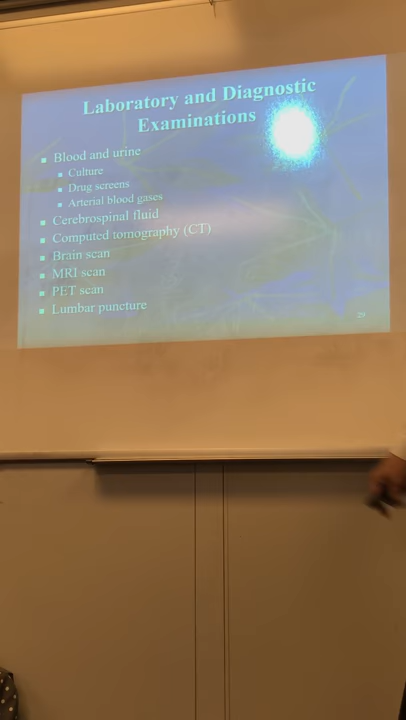 Laboratory and Diagnostic
Examinations
Blood and urine
Culture
Drug screens
Arterial blood gases
Cerebrospinal fluid
Computed tomography (CT)
Brain scan
MRI scan
PET scan
Lumbar puncture
29